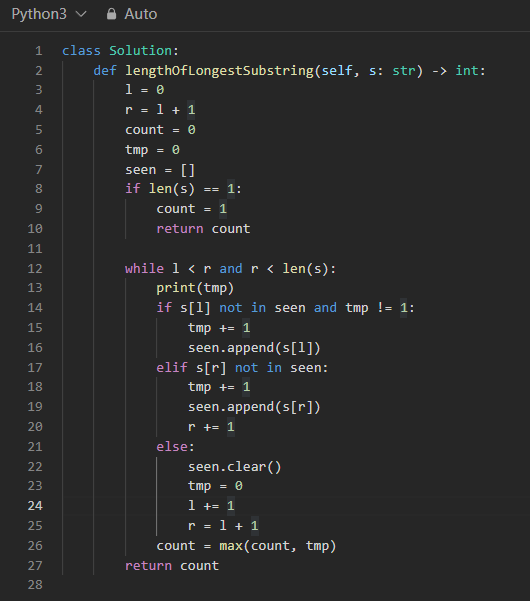 Python3 Auto
1 class Solution:
2     def lengthOfLongestSubstring(self, s: str) -> int:
3         l = 0
4         r = l + 1
5         count = 0
6         tmp = 0
7         seen = []
8         if len(s) == 1:
9             count = 1
10             return count
11
12         while l < r and r < len(s):
13             print(tmp)
14             if s[l] not in seen and tmp != 1:
15                 tmp += 1
16                 seen.append(s[l])
17             elif s[r] not in seen:
18                 tmp += 1
19                 seen.append(s[r])
20                 r += 1
21             else:
22                 seen.clear()
23                 tmp = 0
24                 l += 1
25                 r = l + 1
26             count = max(count, tmp)
27         return count
28